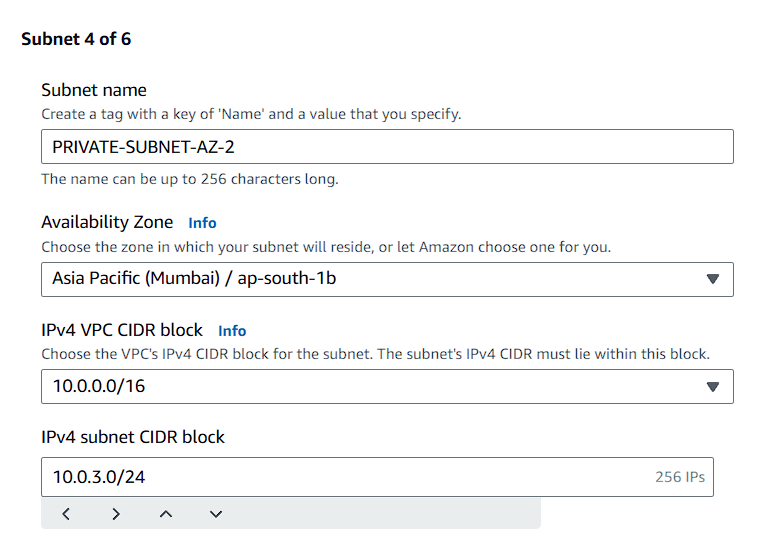 Subnet 4 of 6
Subnet name
Create a tag with a key of 'Name' and a value that you specify.
PRIVATE-SUBNET-AZ-2
The name can be up to 256 characters long.
Availability Zone Info
Choose the zone in which your subnet will reside, or let Amazon choose one for you.
Asia Pacific (Mumbai) / ap-south-1b
IPv4 VPC CIDR block Info
Choose the VPC's IPv4 CIDR block for the subnet. The subnet's IPv4 CIDR must lie within this block.
10.0.0.0/16
IPv4 subnet CIDR block
10.0.3.0/24 256 IPs